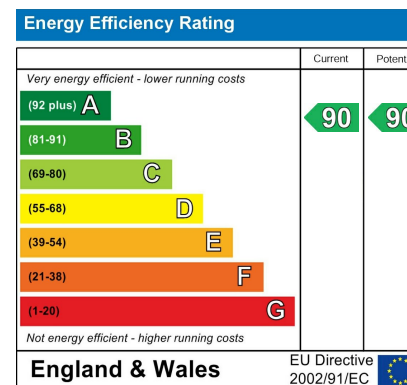 Energy Efficiency Rating
Current Potent
Very energy efficient - lower running costs
(92 plus) A
(81-91) B
(69-80) C
(55-68) D
(39-54) E
(21-38) F
(1-20) G
90 90
Not energy efficient - higher running costs
England & Wales
EU Directive
2002/91/EC